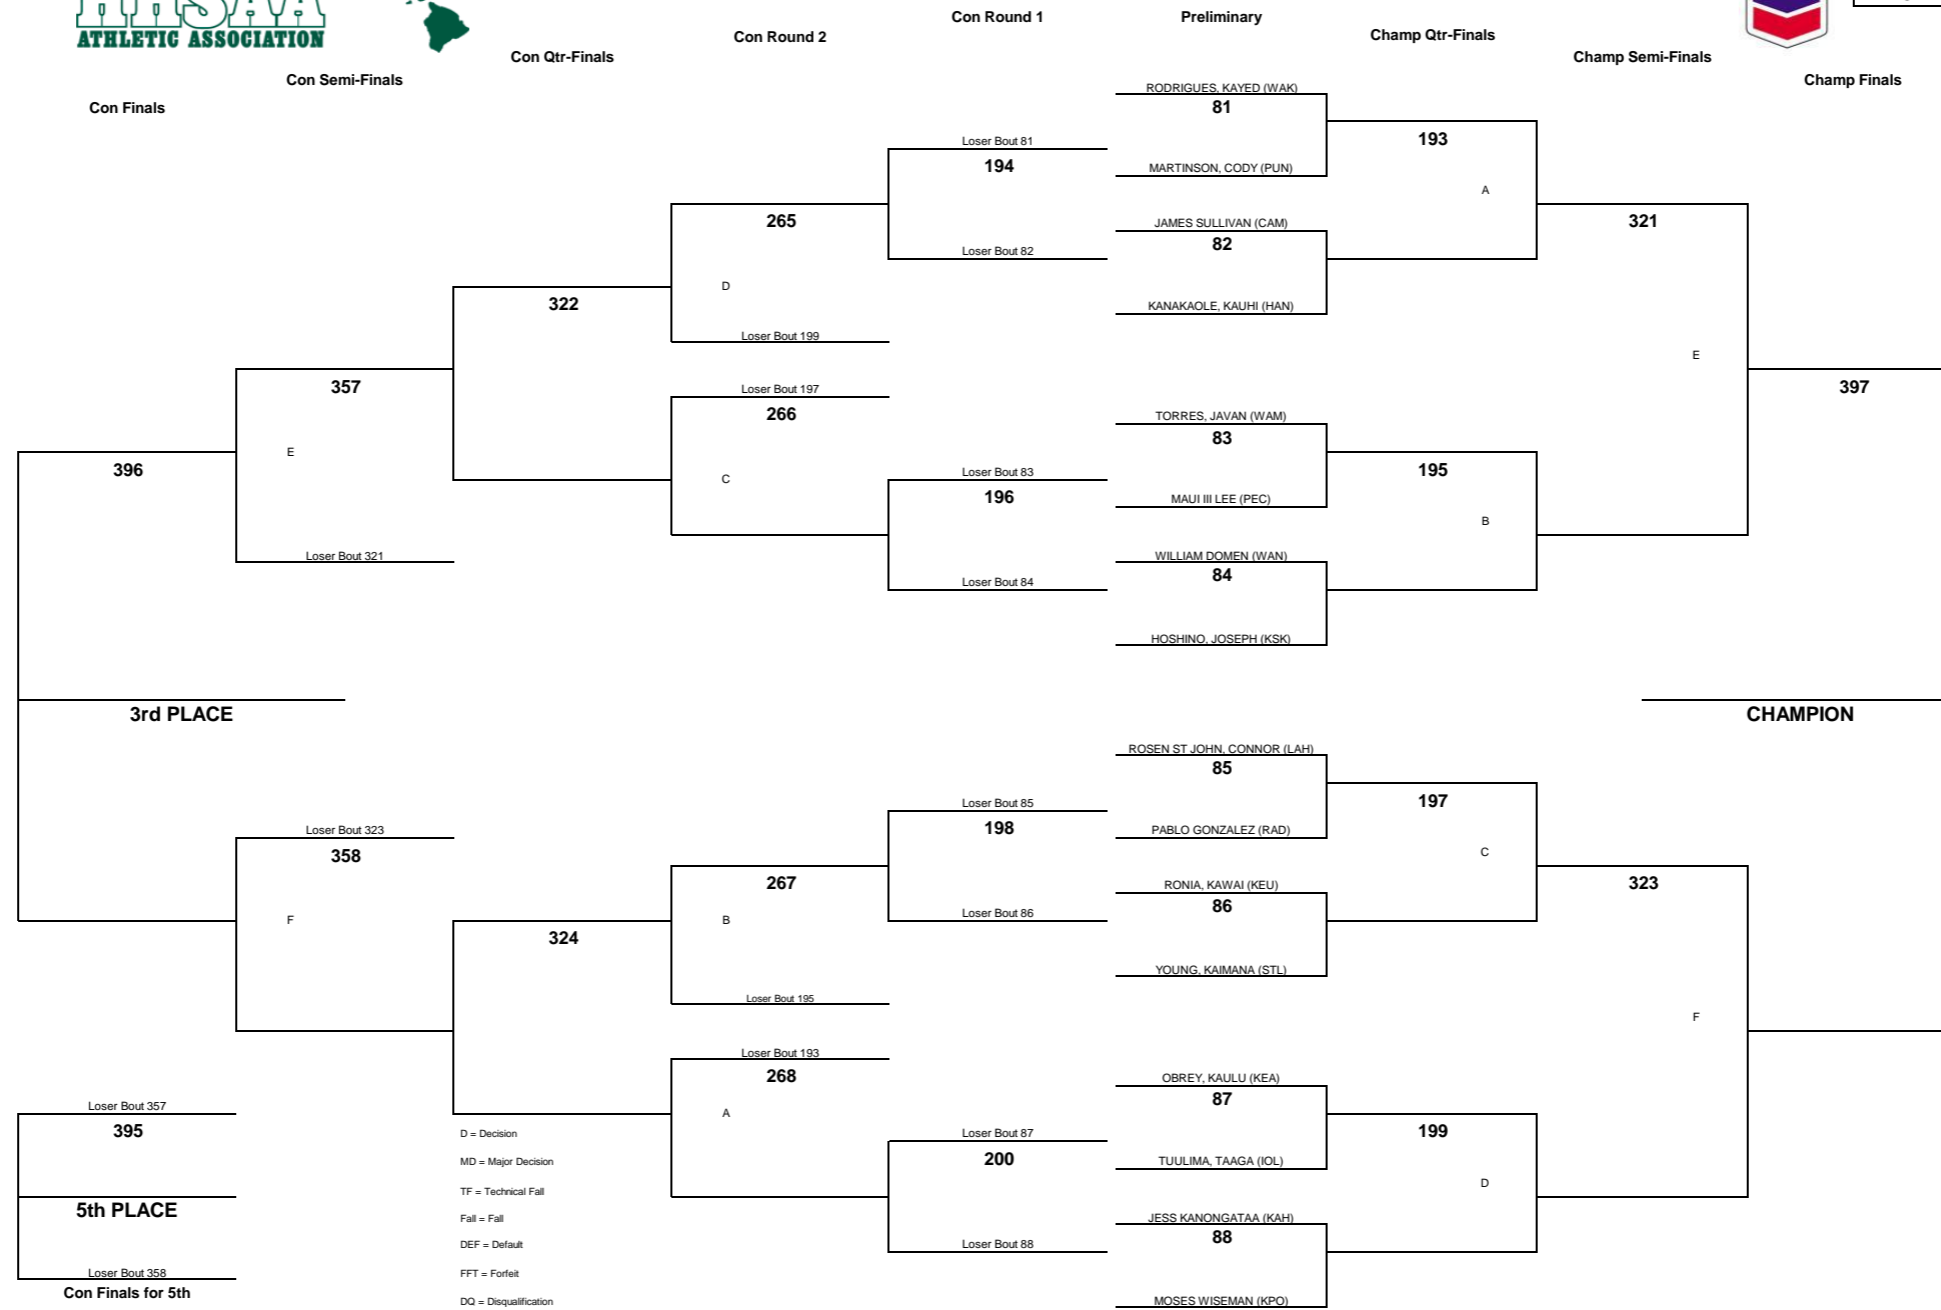 HHSAA
ATHLETIC ASSOCIATION
Con Round 1
Preliminary
Con Round 2
Champ Qtr-Finals
Con Qtr-Finals
Champ Semi-Finals
Con Semi-Finals
Champ Finals
Con Finals
RODRIGUES, KAYED (WAK)
81
Loser Bout 81
193
194
MARTINSON, CODY (PUN)
A
265
JAMES SULLIVAN (CAM)
321
82
Loser Bout 82
D
322
KANAKAOLE, KAUHI (HAN)
Loser Bout 199
E
357
Loser Bout 197
397
266
TORRES, JAVAN (WAM)
83
E
396
Loser Bout 83
195
C
196
MAUI III LEE (PEC)
B
Loser Bout 321
WILLIAM DOMEN (WAN)
84
Loser Bout 84
HOSHINO, JOSEPH (KSK)
3rd PLACE
CHAMPION
ROSEN ST JOHN, CONNOR (LAH)
85
Loser Bout 85
197
Loser Bout 323
198
PABLO GONZALEZ (RAD)
358
C
267
RONIA, KAWAI (KEU)
323
86
Loser Bout 86
F
B
324
YOUNG, KAIMANA (STL)
Loser Bout 195
F
Loser Bout 193
268
OBREY, KAULU (KEA)
87
Loser Bout 357
A
395
D = Decision
Loser Bout 87
199
200
MD = Major Decision
TUULIMA, TAAGA (IOL)
D
TF = Technical Fall
5th PLACE
Fall = Fall
JESS KANONGATAA (KAH)
88
DEF = Default
Loser Bout 88
Loser Bout 358
FFT = Forfeit
Con Finals for 5th
DQ = Disqualification
MOSES WISEMAN (KPO)